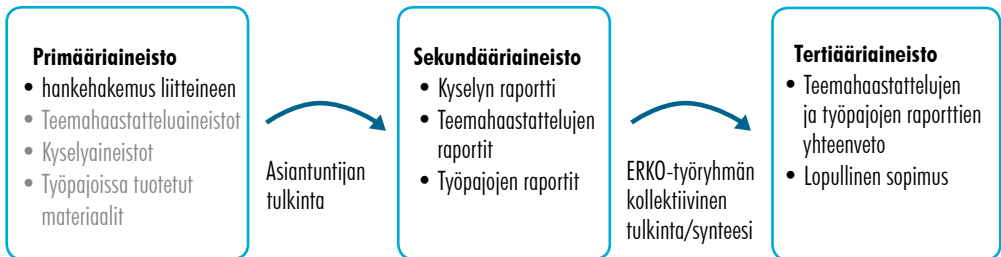 Primääriaineisto
• hankehakemus liitteineen
• Teemahaastatteluaineistot
• Kyselyaineistot
• Työpajoissa tuotetut
materiaalit
Asiantuntijan
tulkinta
Sekundääriaineisto
• Kyselyn raportti
• Teemahaastattelujen
raportit
• Työpajojen raportit
ERKO-työryhmän
kollektiivinen
tulkinta/synteesi
Tertiääriaineisto
• Teemahaastattelujen
ja työpajojen raporttien
yhteenveto
• Lopullinen sopimus